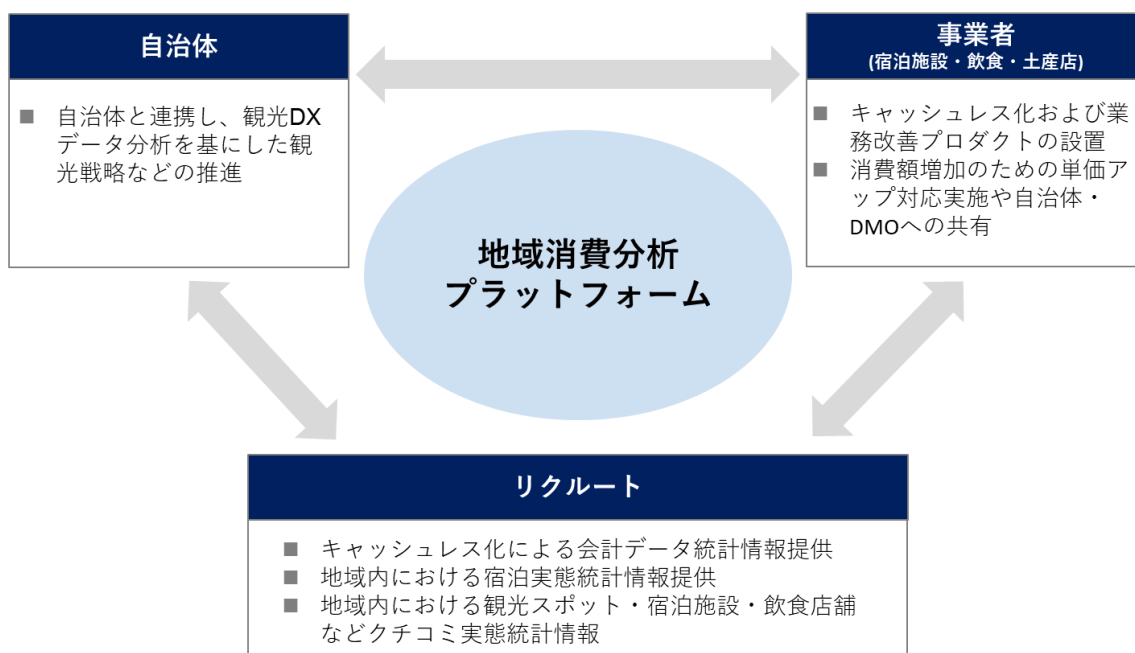 自治体
■ 自治体と連携し、観光DX
データ分析を基にした観
光戦略などの推進
事業者
(宿泊施設・飲食・土産店)
■ キャッシュレス化および業
務改善プロダクトの設置
■ 消費額増加のための単価ア
ップ対応実施や自治体・
DMOへの共有
地域消費分析
プラットフォーム
リクルート
■ キャッシュレス化による会計データ統計情報提供
■ 地域内における宿泊実態統計情報提供
■ 地域内における観光スポット・宿泊施設・飲食店舗
などクチコミ実態統計情報